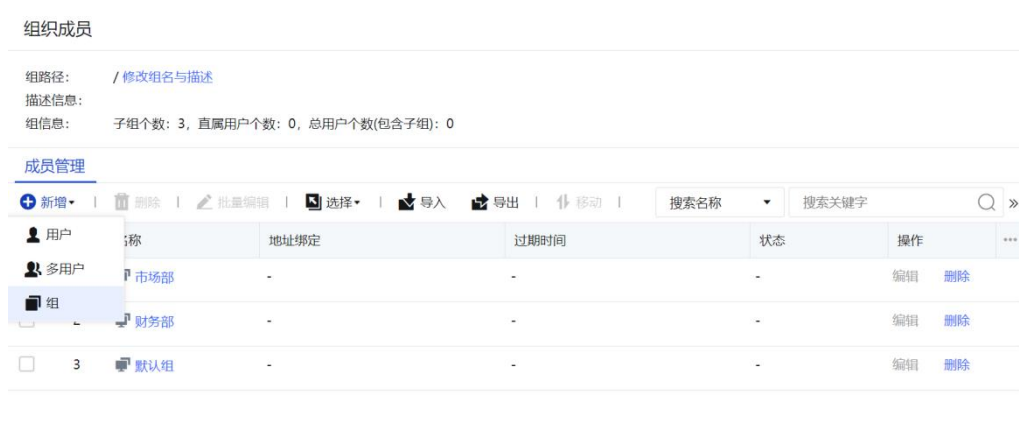 组织成员
组路径： / 修改组名与描述
描述信息：
组信息： 子组个数：3，直属用户个数：0，总用户个数(包含子组)：0
成员管理
新增 删除 批量编辑 选择 导入 导出 移动 搜索名称 搜索关键字 »
用户
多用户
组
称 地址绑定 过期时间 状态 操作 ···
市场部 - - - 编辑 删除
财务部 - - - 编辑 删除
3 默认组 - - - 编辑 删除